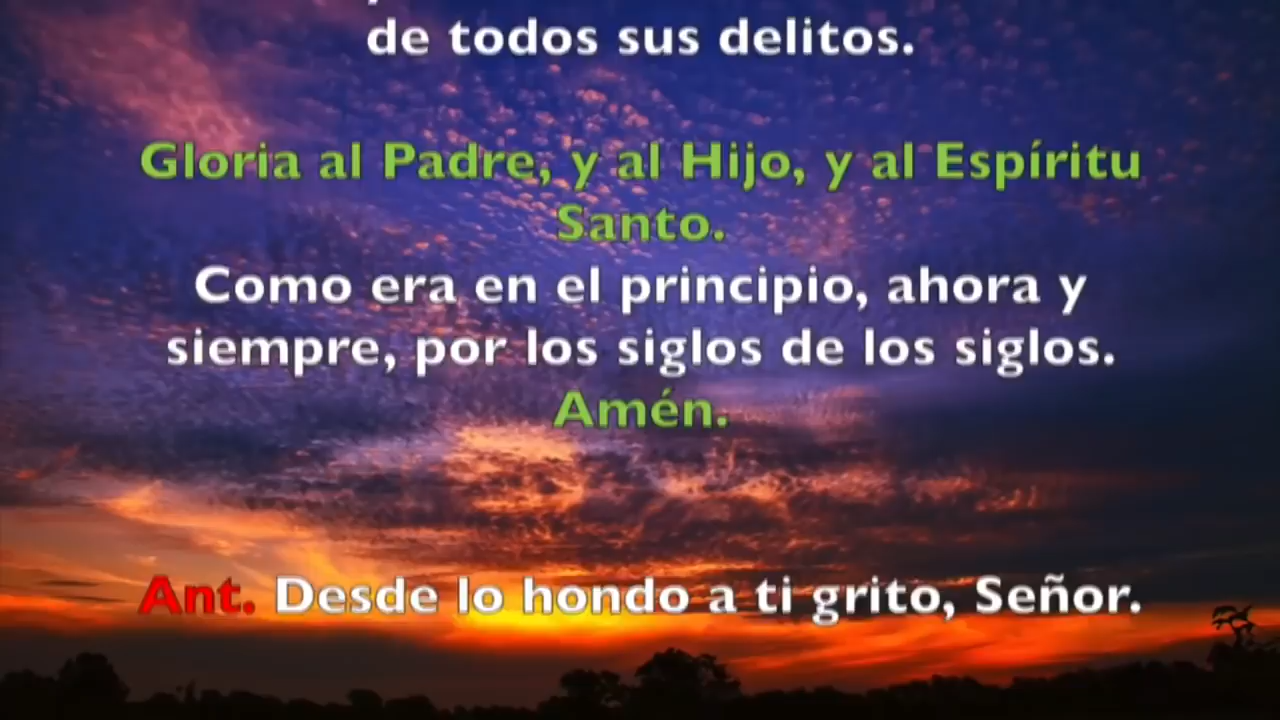 de todos sus delitos.
Gloria al Padre, y al Hijo, y al Espíritu
Santo.
Como era en el principio, ahora y
siempre, por los siglos de los siglos.
Amén.
Ant. Desde lo hondo a ti grito, Señor.